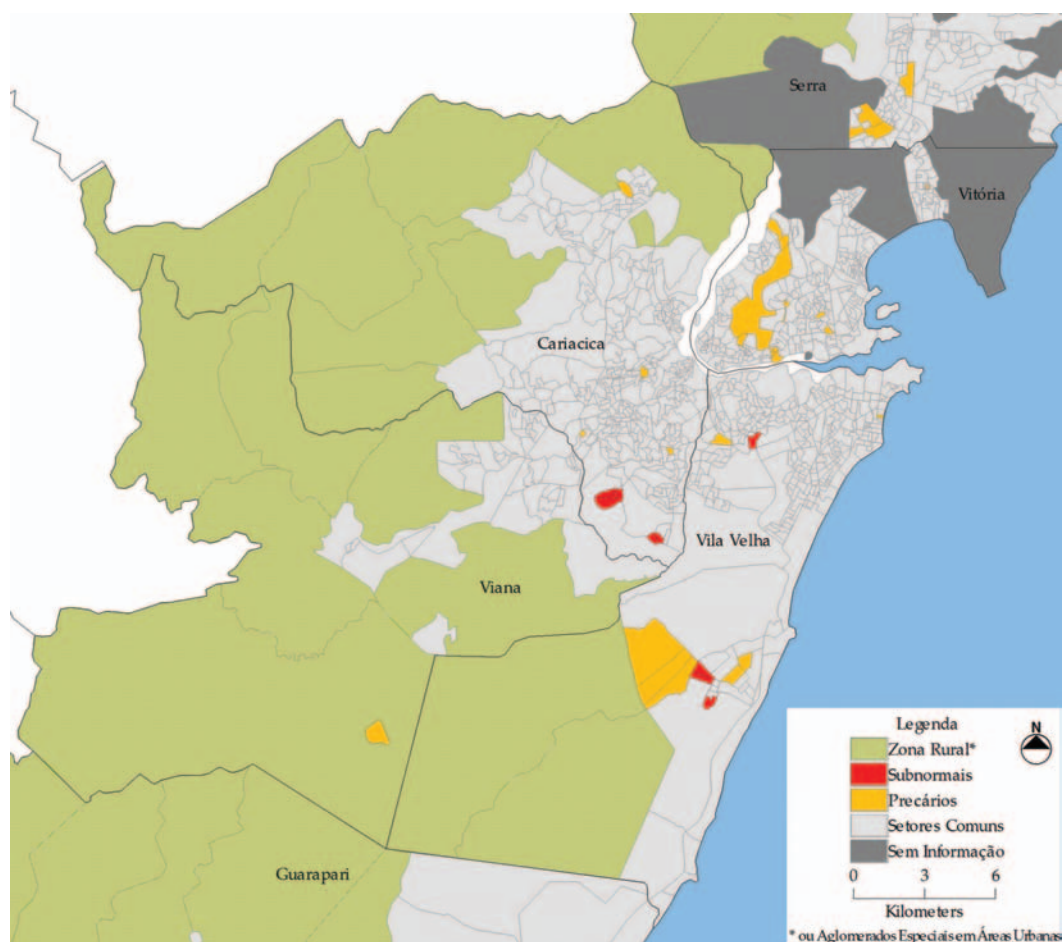 Serra
Vitória
Cariacica
Vila Velha
Viana
Guarapari
Legenda
N
Zona Rural*
Subnormais
Precários
Setores Comuns
Sem Informação
0 3 6
Kilometers
* ou Aglomerados Especiais em Áreas Urbanas